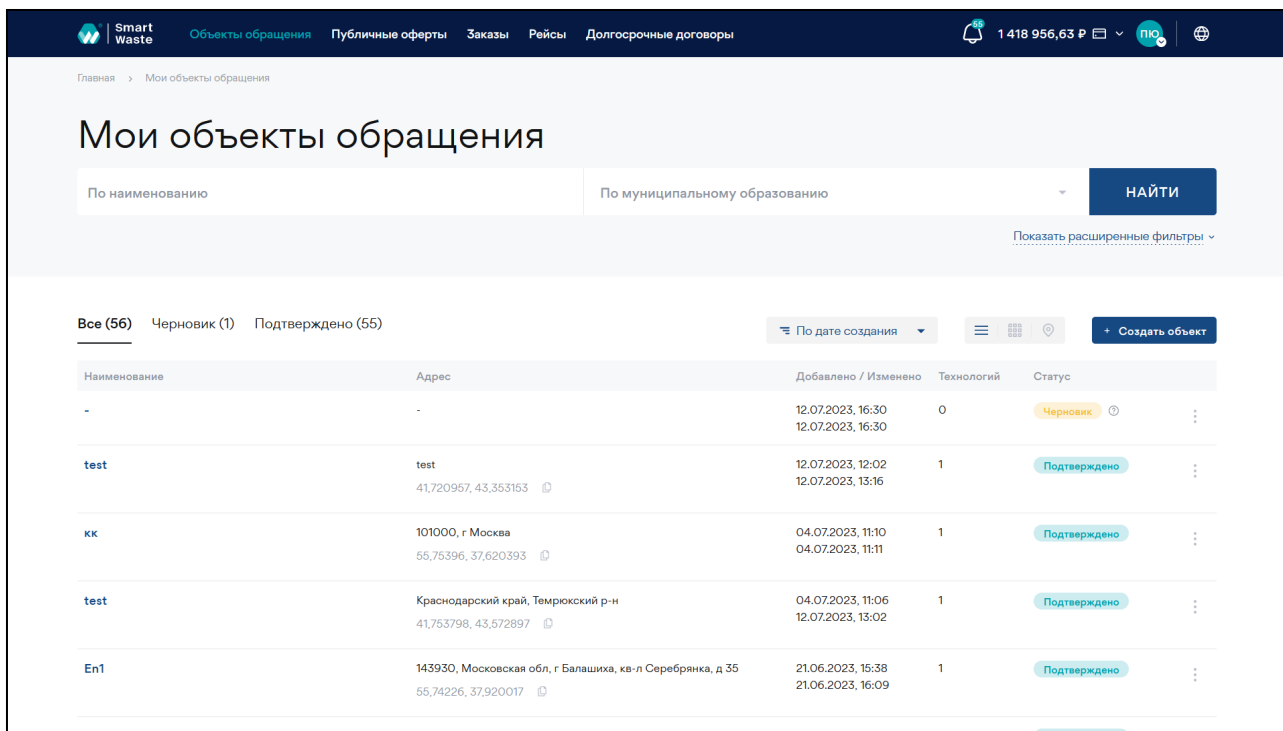 Smart
Waste
Объекты обращения Публичные оферты Заказы Рейсы Долгосрочные договоры 55 1 418 956,63 ₽ ПЮ
Главная > Мои объекты обращения
Мои объекты обращения
По наименованию По муниципальному образованию НАЙТИ
Показать расширенные фильтры
Все (56) Черновик (1) Подтверждено (55) По дате создания + Создать объект
Наименование Адрес Добавлено / Изменено Технологий Статус
- - 12.07.2023, 16:30 0 Черновик ?
12.07.2023, 16:30
test test 12.07.2023, 12:02 1 Подтверждено
41,720957, 43,353153 12.07.2023, 13:16
кк 101000, г Москва 04.07.2023, 11:10 1 Подтверждено
55,75396, 37,620393 04.07.2023, 11:11
test Краснодарский край, Темрюкский р-н 04.07.2023, 11:06 1 Подтверждено
41,753798, 43,572897 12.07.2023, 13:02
En1 143930, Московская обл, г Балашиха, кв-л Серебрянка, д 35 21.06.2023, 15:38 1 Подтверждено
55,74226, 37,920017 21.06.2023, 16:09